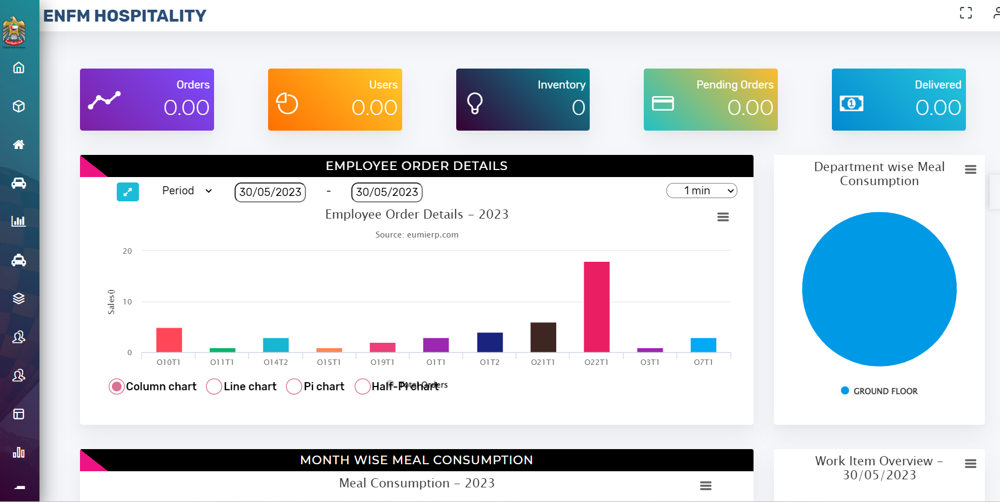 ENFM HOSPITALITY
United Arab Emirates
Orders
0.00
Users
0.00
Inventory
0
Pending Orders
0.00
1
Delivered
0.00
EMPLOYEE ORDER DETAILS
Period
30/05/2023 - 30/05/2023
1 min
Employee Order Details – 2023
Source: eumierp.com
20
10
0
Sales()
O10T1 O11T1 O14T2 O15T1 O19T1 O1T1 O1T2 O21T1 O22T1 O3T1 O7T1
Total Orders
Column chart Line chart Pi chart Half-Pi chart
Department wise Meal
Consumption
GROUND FLOOR
MONTH WISE MEAL CONSUMPTION
Meal Consumption – 2023
Work Item Overview –
30/05/2023